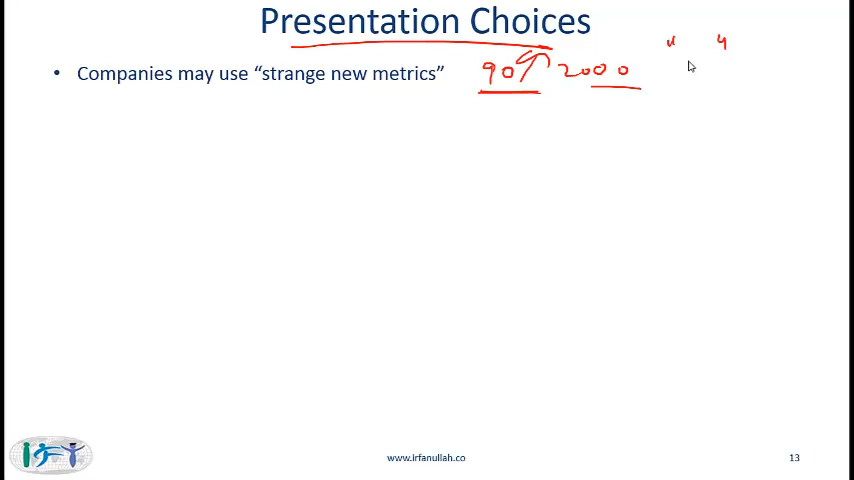 Presentation Choices
• Companies may use “strange new metrics” 90s 2000
www.irfanullah.co 13